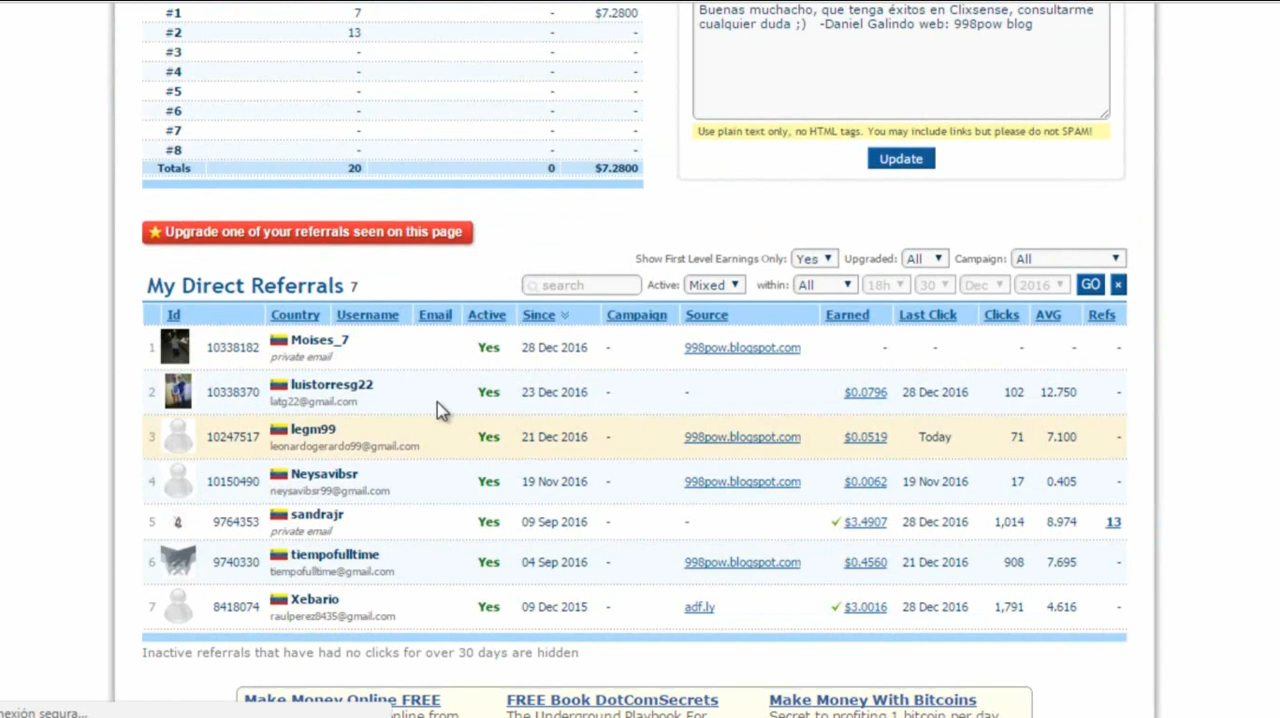 #1 7 - $7.2800
#2 13 - -
#3 - - -
#4 - - -
#5 - - -
#6 - - -
#7 - - -
#8 - - -
Totals 20 0 $7.2800
Buenas muchacho, que tenga éxitos en Clixsense, consultarme
cualquier duda ;) -Daniel Galindo web: 998pow blog
Use plain text only, no HTML tags. You may include links but please do not SPAM!
Update
Upgrade one of your referrals seen on this page
Show First Level Earnings Only: Yes Upgraded: All Campaign: All
My Direct Referrals 7 search Active: Mixed within: All 18h 30 Dec 2016 GO ×
Id Country Username Email Active Since Campaign Source Earned Last Click Clicks AVG Refs
1 10338182 Moises_7 Yes 28 Dec 2016 - 998pow.blogspot.com - - - - -
private email
2 10338370 luistorresg22 Yes 23 Dec 2016 - - $0.0796 28 Dec 2016 102 12.750 -
latg22@gmail.com
3 10247517 legm99 Yes 21 Dec 2016 - 998pow.blogspot.com $0.0519 Today 71 7.100 -
leonardogerardo99@gmail.com
4 10150490 Neysavibsr Yes 19 Nov 2016 - 998pow.blogspot.com $0.0062 19 Nov 2016 17 0.405 -
neysavibsr99@gmail.com
5 9764353 sandrajr Yes 09 Sep 2016 - - $3.4907 28 Dec 2016 1,014 8.974 13
private email
6 9740330 tiempofulltime Yes 04 Sep 2016 - 998pow.blogspot.com $0.4560 21 Dec 2016 908 7.695 -
tiempofulltime@gmail.com
7 8418074 Xebario Yes 09 Dec 2015 - adf.ly $3.0016 28 Dec 2016 1,791 4.616 -
raulperez8435@gmail.com
Inactive referrals that have had no clicks for over 30 days are hidden
Make Money Online FREE FREE Book DotComSecrets Make Money With Bitcoins
nexión segura... nline from The Underground Playbook For Secret to profiting 1 bitcoin per day